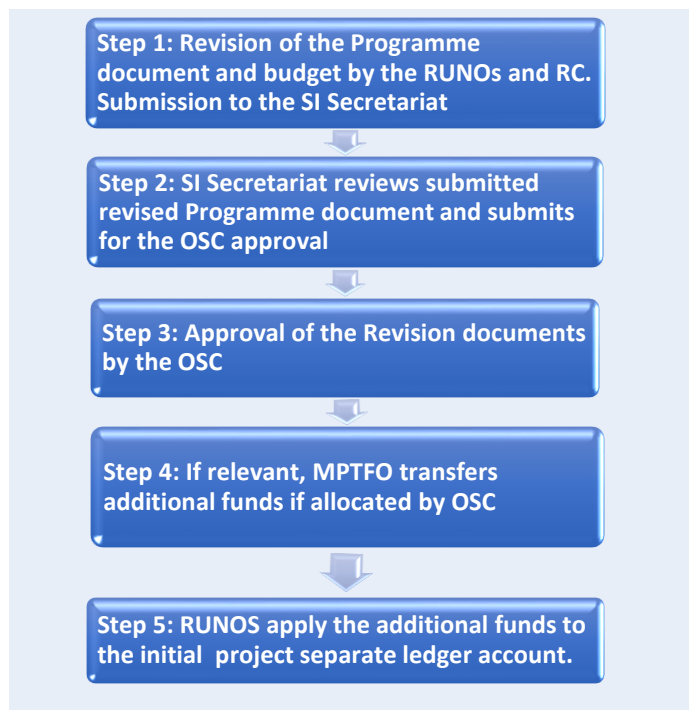 Step 1: Revision of the Programme
document and budget by the RUNOs and RC.
Submission to the SI Secretariat
Step 2: SI Secretariat reviews submitted
revised Programme document and submits
for the OSC approval
Step 3: Approval of the Revision documents
by the OSC
Step 4: If relevant, MPTFO transfers
additional funds if allocated by OSC
Step 5: RUNOS apply the additional funds to
the initial  project separate ledger account.